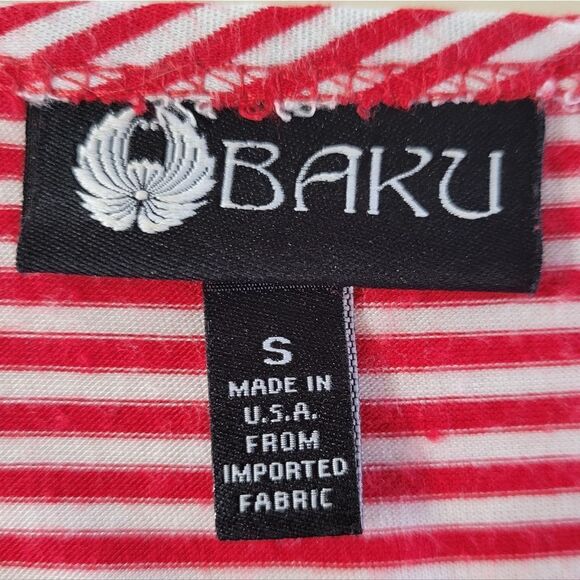 BAKU
S
MADE IN
U.S.A.
FROM
IMPORTED
FABRIC